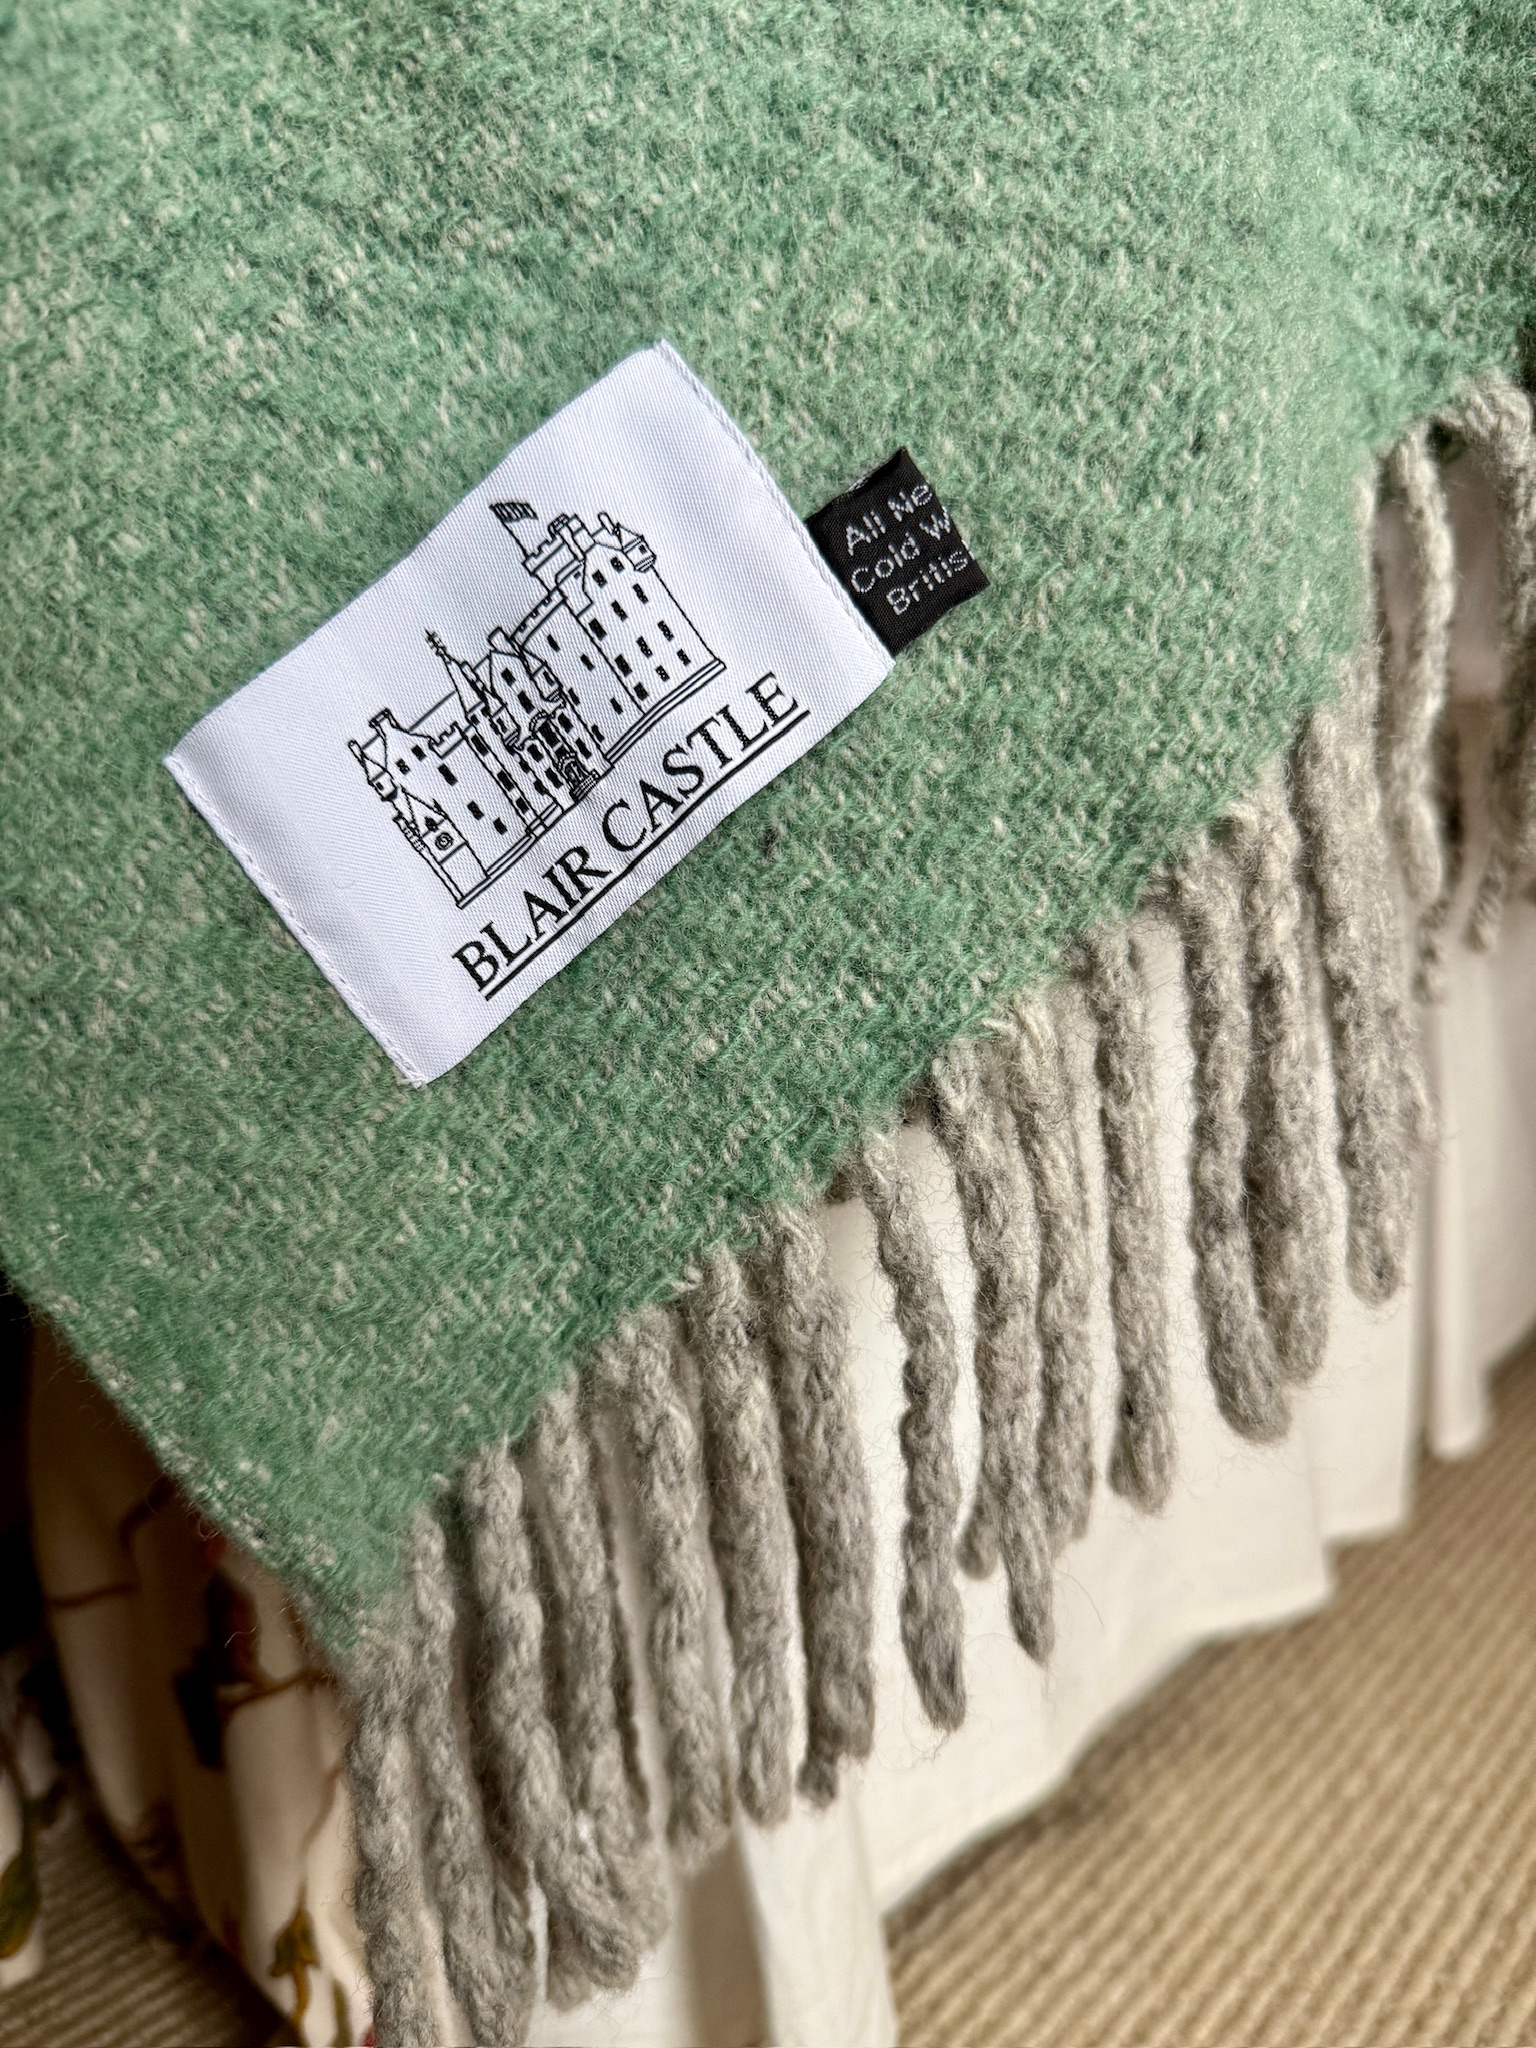 BLAIR CASTLE
All Ne
Cold W
Britis